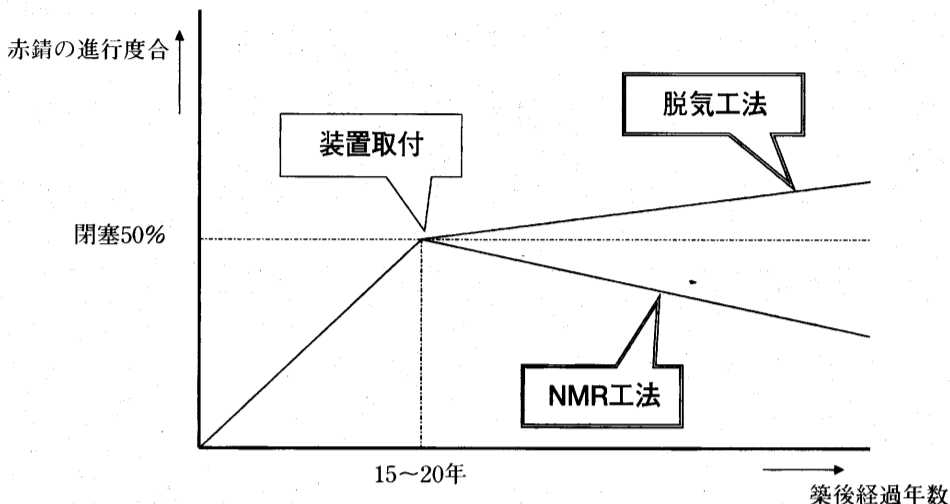 赤錆の進行度合
脱気工法
装置取付
閉塞50%
NMR工法
15〜20年
築後経過年数